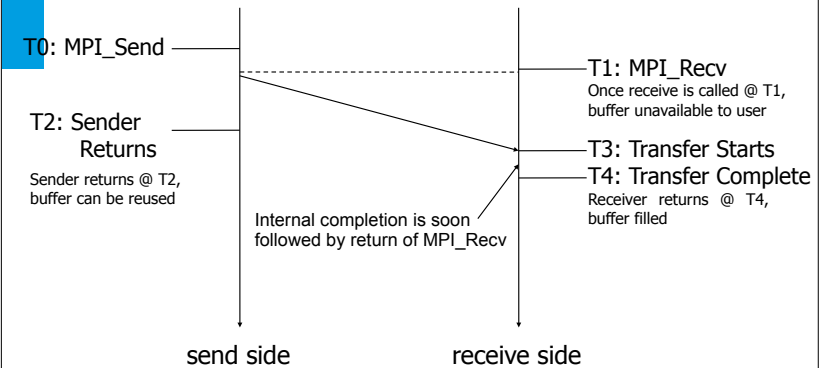 T0: MPI_Send
T1: MPI_Recv
Once receive is called @ T1,
buffer unavailable to user
T2: Sender
Returns
Sender returns @ T2,
buffer can be reused
T3: Transfer Starts
T4: Transfer Complete
Receiver returns @ T4,
buffer filled
Internal completion is soon
followed by return of MPI_Recv
send side
receive side